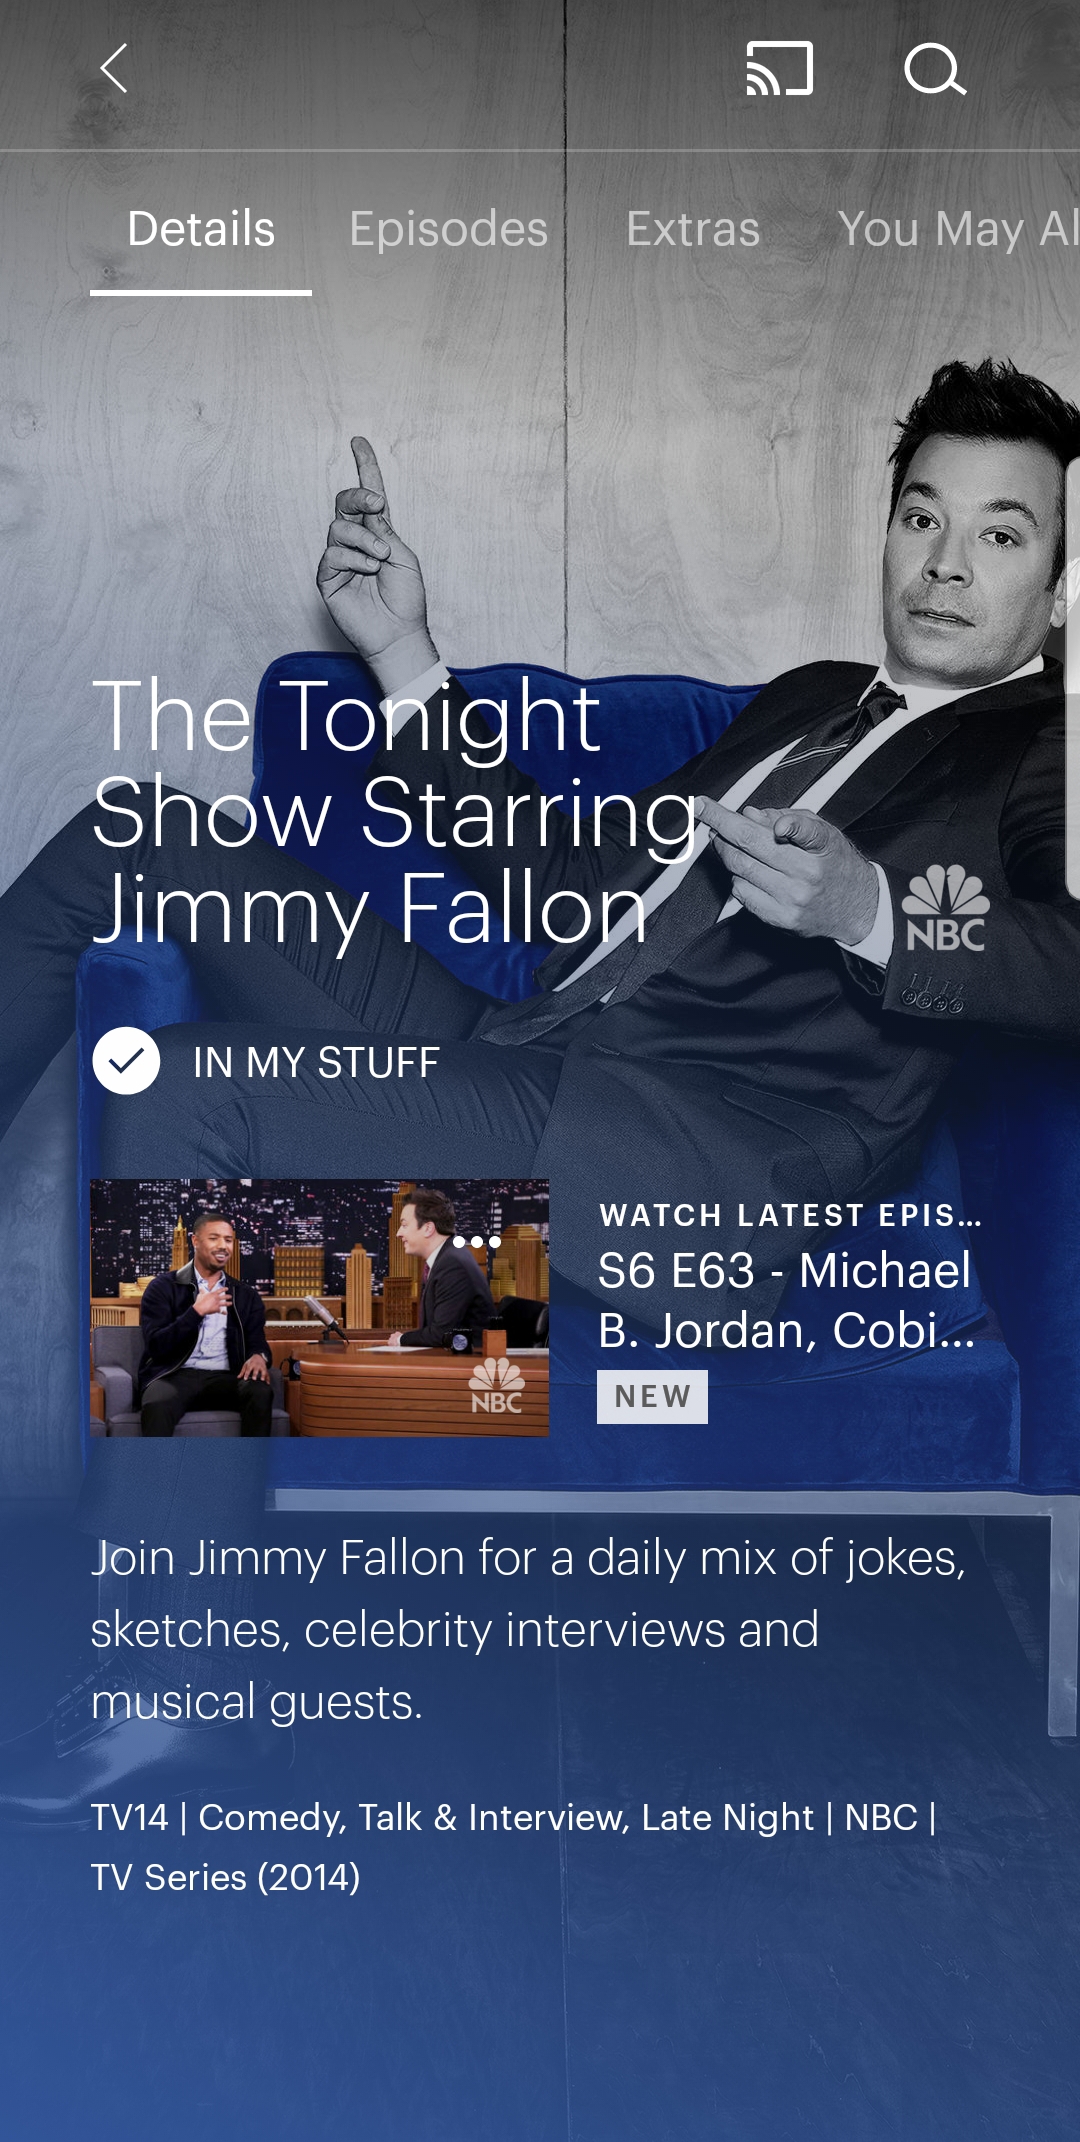 Details Episodes Extras You May Al
The Tonight
Show Starring
Jimmy Fallon
NBC
IN MY STUFF
WATCH LATEST EPIS...
S6 E63 - Michael
B. Jordan, Cobi...
NEW
NBC
Join Jimmy Fallon for a daily mix of jokes,
sketches, celebrity interviews and
musical guests.
TV14 | Comedy, Talk & Interview, Late Night | NBC |
TV Series (2014)